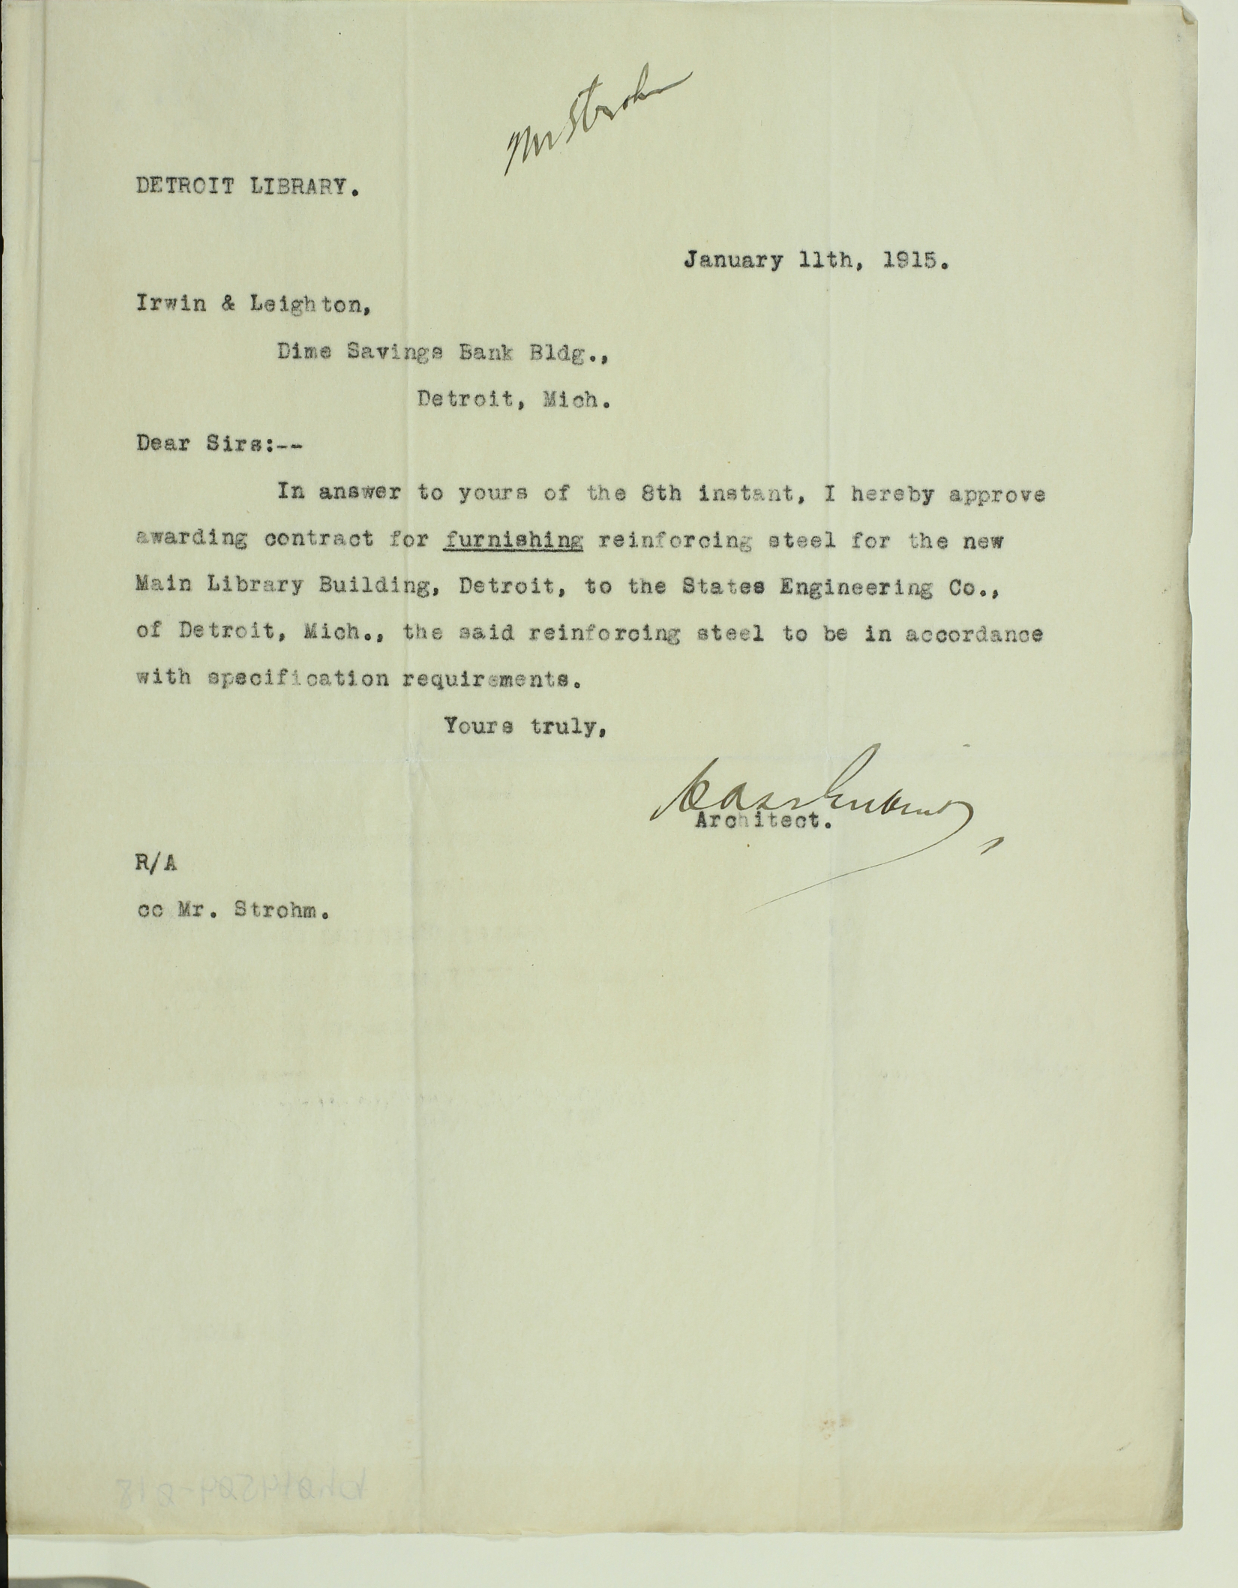 Mr Strohm
DETROIT LIBRARY.
January 11th, 1915.
Irwin & Leighton,
Dime Savings Bank Bldg.,
Detroit, Mich.
Dear Sirs:--
In answer to yours of the 8th instant, I hereby approve
awarding contract for furnishing reinforcing steel for the new
Main Library Building, Detroit, to the States Engineering Co.,
of Detroit, Mich., the said reinforcing steel to be in accordance
with specification requirements.
Yours truly,
Cass Gilbert
Architect.
R/A
cc Mr. Strohm.